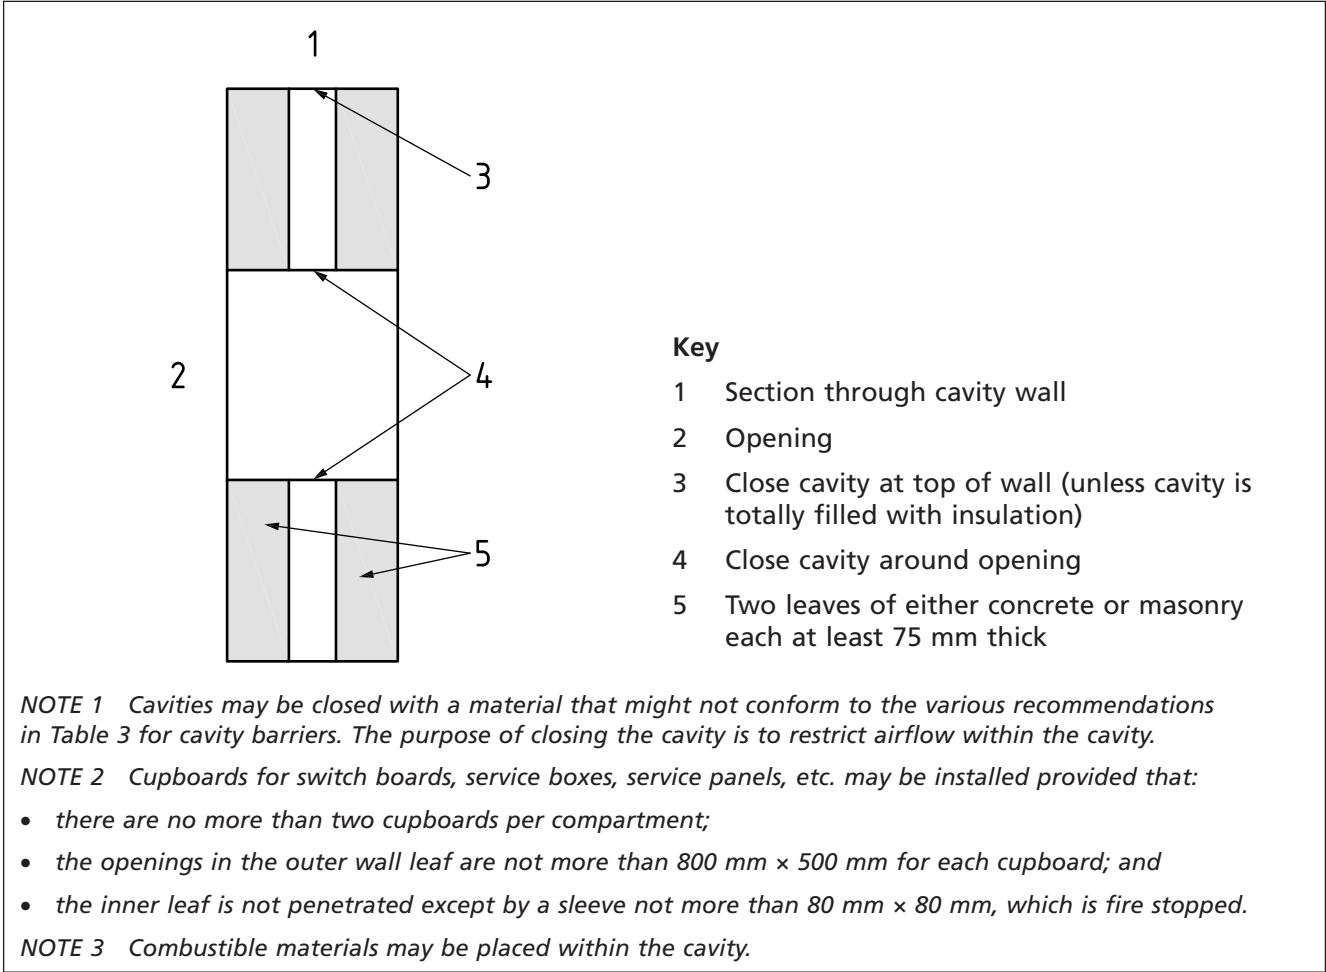 1
3
2
4
5
Key
1 Section through cavity wall
2 Opening
3 Close cavity at top of wall (unless cavity is
totally filled with insulation)
4 Close cavity around opening
5 Two leaves of either concrete or masonry
each at least 75 mm thick
NOTE 1 Cavities may be closed with a material that might not conform to the various recommendations
in Table 3 for cavity barriers. The purpose of closing the cavity is to restrict airflow within the cavity.
NOTE 2 Cupboards for switch boards, service boxes, service panels, etc. may be installed provided that:
• there are no more than two cupboards per compartment;
• the openings in the outer wall leaf are not more than 800 mm × 500 mm for each cupboard; and
• the inner leaf is not penetrated except by a sleeve not more than 80 mm × 80 mm, which is fire stopped.
NOTE 3 Combustible materials may be placed within the cavity.